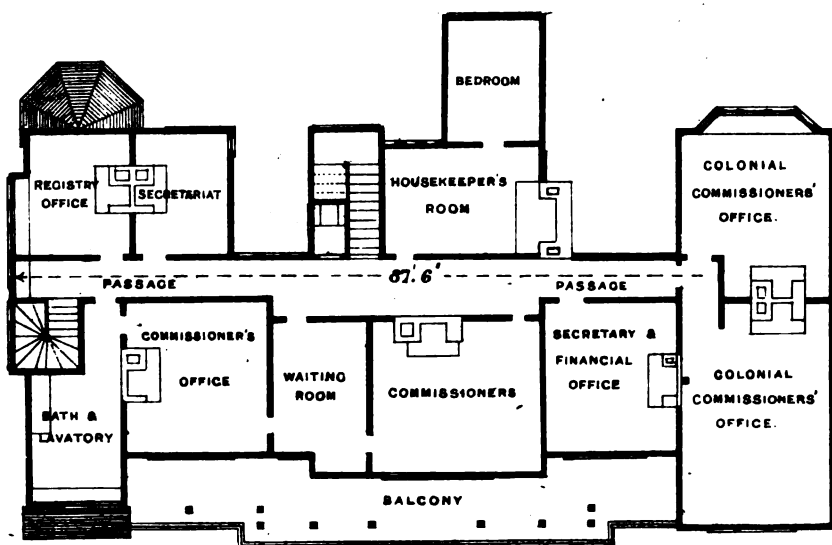 BEDROOM
REGISTRY
OFFICE
SECRETARIAT
HOUSEKEEPER'S
ROOM
COLONIAL
COMMISSIONERS'
OFFICE.
87'.6"
PASSAGE
PASSAGE
COMMISSIONER'S
OFFICE
WAITING
ROOM
COMMISSIONERS
SECRETARY &
FINANCIAL
OFFICE
COLONIAL
COMMISSIONERS'
OFFICE.
BATH &
LAVATORY
BALCONY